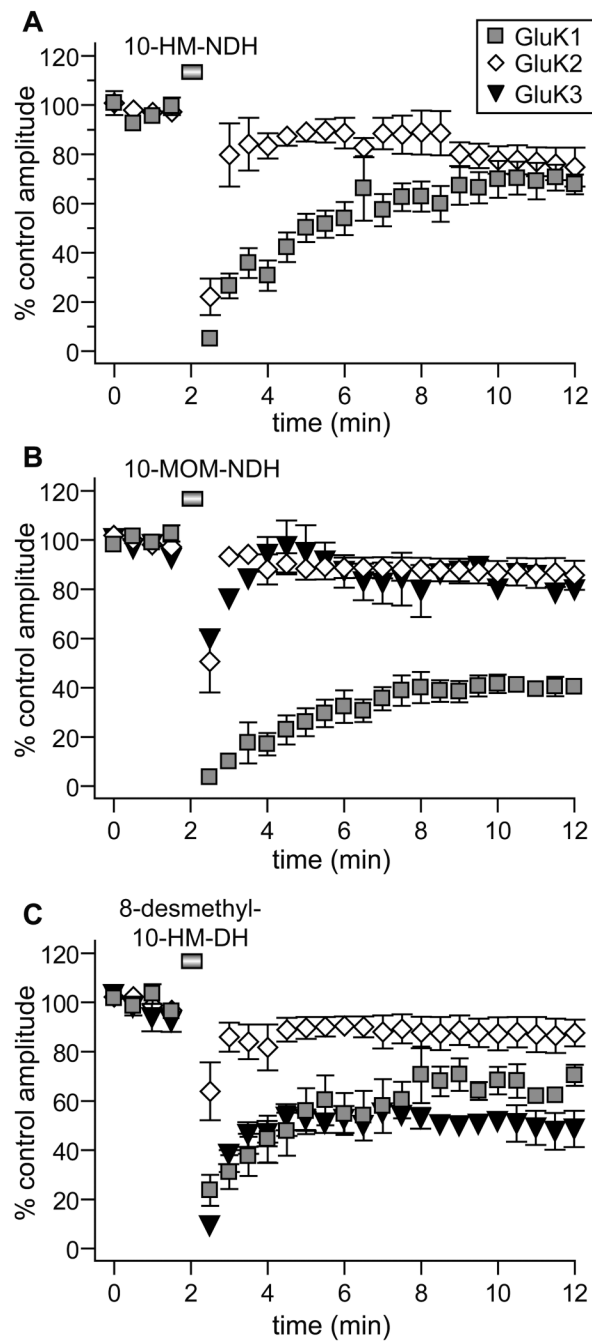 A
10-HM-NDH
GluK1
GluK2
GluK3
% control amplitude
120
100
80
60
40
20
0
0 2 4 6 8 10 12
time (min)
B
10-MOM-NDH
% control amplitude
120
100
80
60
40
20
0
0 2 4 6 8 10 12
time (min)
C
8-desmethyl-
10-HM-DH
% control amplitude
120
100
80
60
40
20
0
0 2 4 6 8 10 12
time (min)